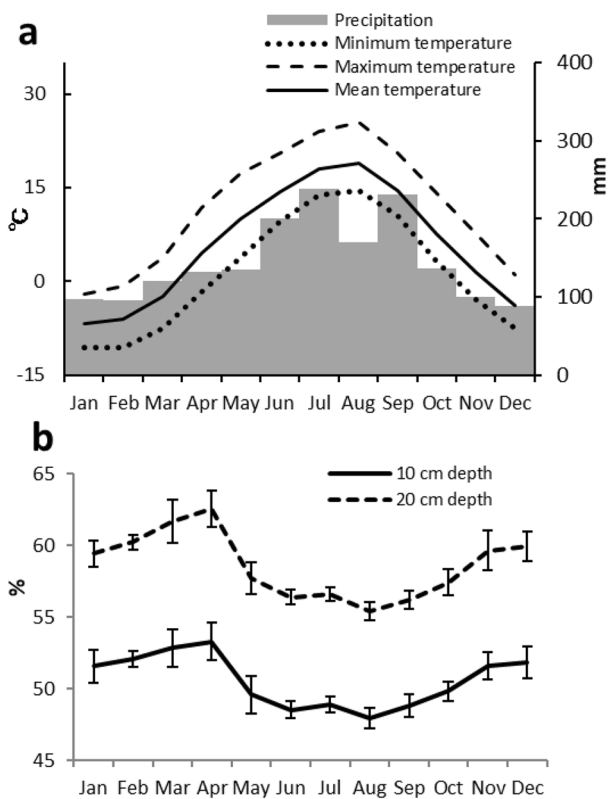 a
Precipitation
Minimum temperature
Maximum temperature
Mean temperature
400
30
300
15
200
0
100
-15
0
°C
mm
Jan Feb Mar Apr May Jun Jul Aug Sep Oct Nov Dec
b
65
10 cm depth
20 cm depth
60
55
50
45
%
Jan Feb Mar Apr May Jun Jul Aug Sep Oct Nov Dec